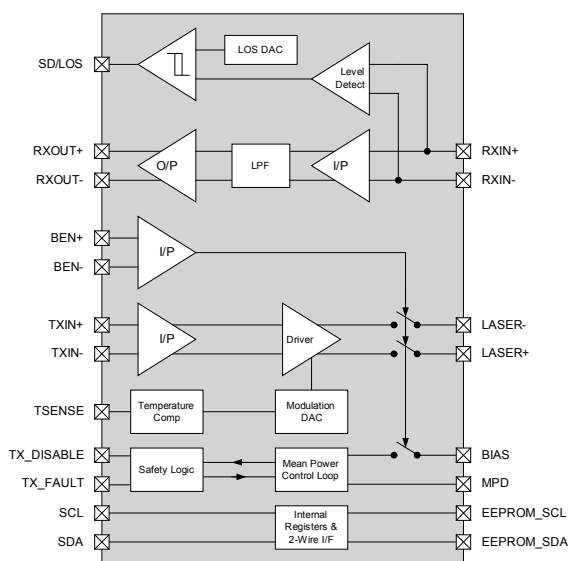 LOS DAC
SD/LOS
Level
Detect
RXOUT+
RXOUT-
O/P
LPF
I/P
RXIN+
RXIN-
BEN+
BEN-
I/P
TXIN+
TXIN-
I/P
Driver
LASER-
LASER+
TSENSE
Temperature
Comp
Modulation
DAC
TX_DISABLE
TX_FAULT
Safety Logic
Mean Power
Control Loop
BIAS
MPD
SCL
SDA
Internal
Registers &
2-Wire I/F
EEPROM_SCL
EEPROM_SDA